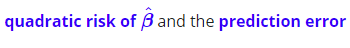 quadratic risk of β̂ and the prediction error